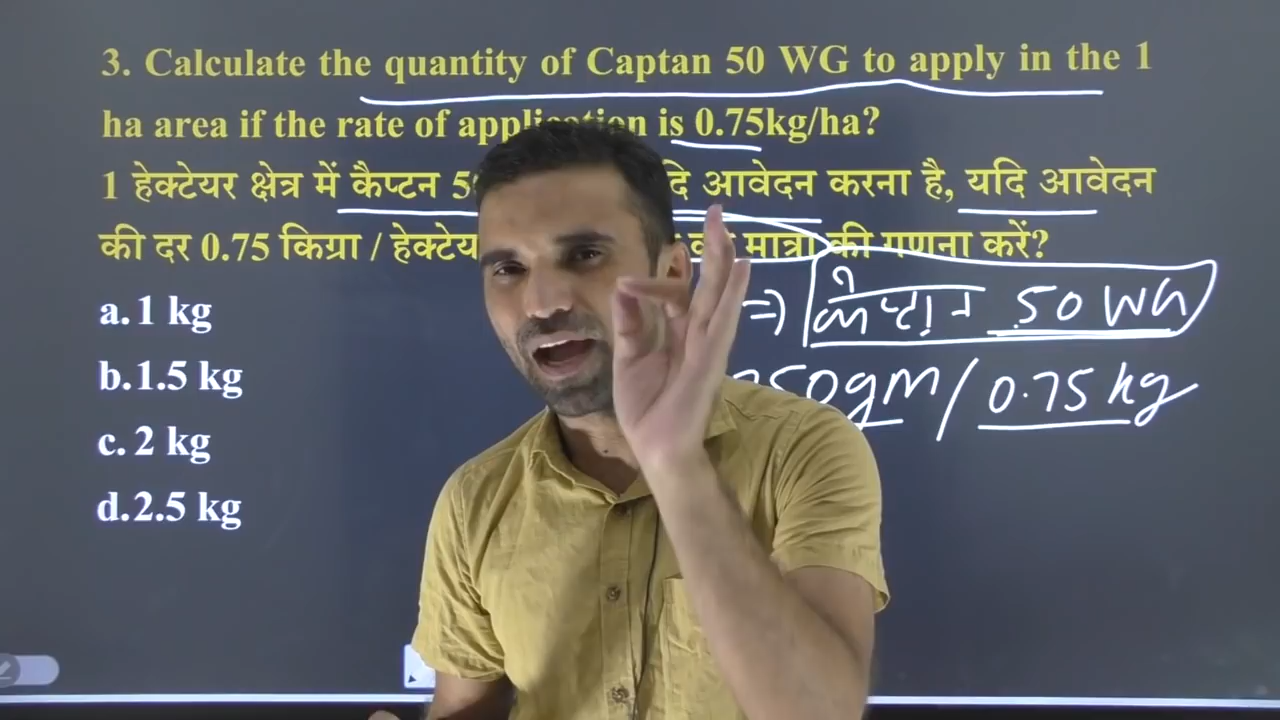 3. Calculate the quantity of Captan 50 WG to apply in the 1
ha area if the rate of application is 0.75kg/ha?
1 हेक्टेयर क्षेत्र में कैप्टन आवेदन करना है, यदि आवेदन
की दर 0.75 किग्रा / मात्रा की गणना करें?
a. 1 kg
b. 1.5 kg
c. 2 kg
d. 2.5 kg
=> कैप्टान 50 WG
gm / 0.75 kg